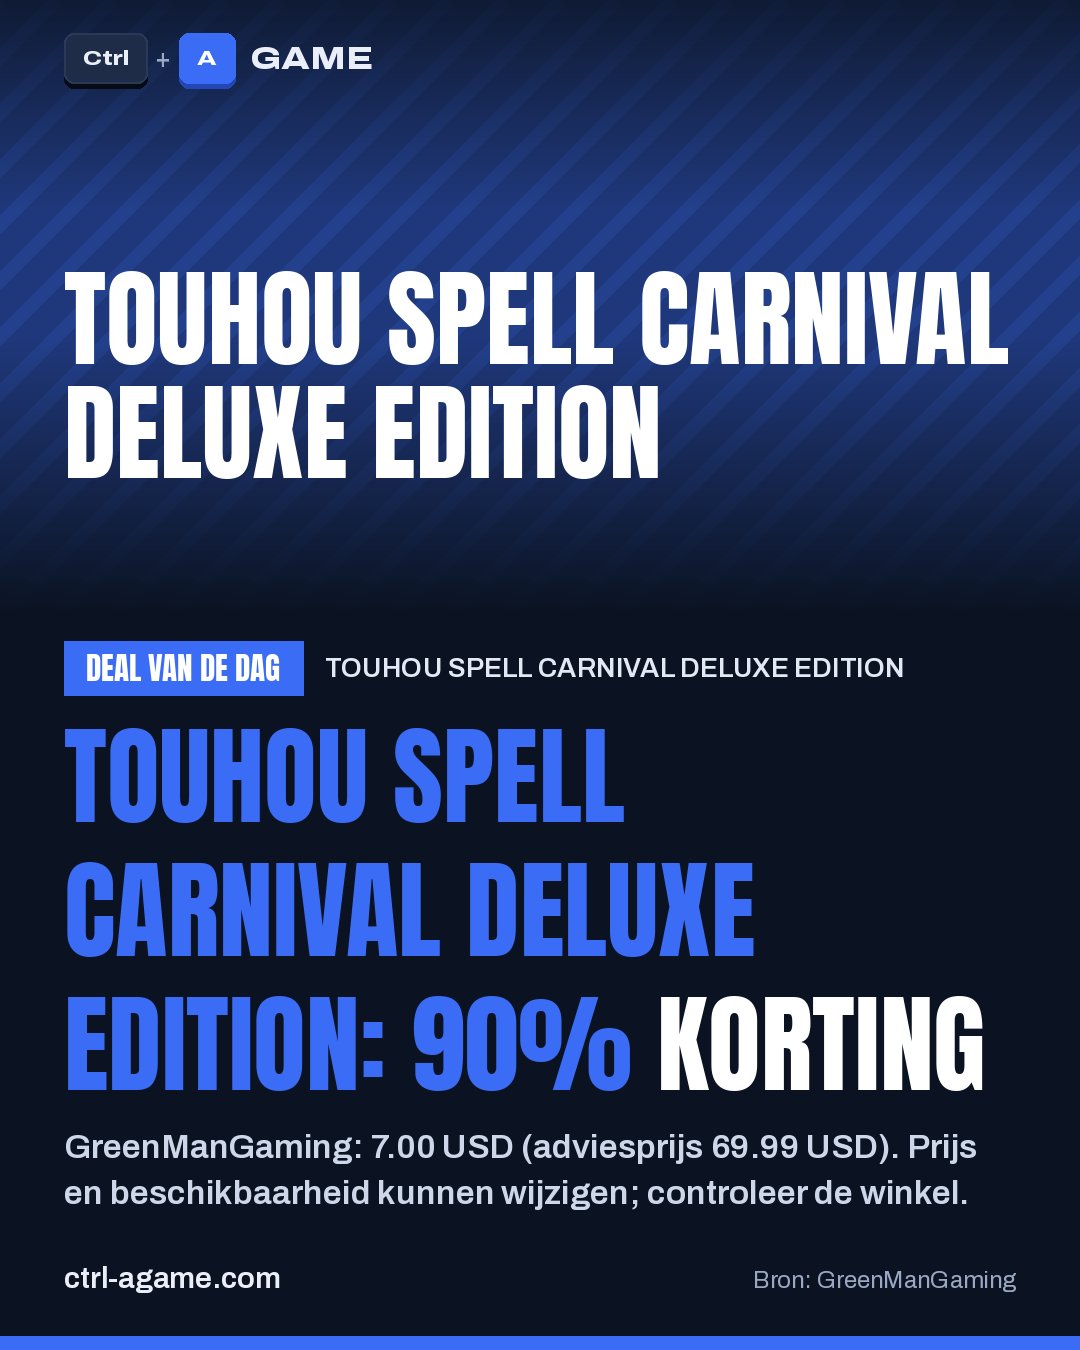 Ctrl + A GAME
TOUHOU SPELL CARNIVAL
DELUXE EDITION
DEAL VAN DE DAG TOUHOU SPELL CARNIVAL DELUXE EDITION
TOUHOU SPELL
CARNIVAL DELUXE
EDITION: 90% KORTING
GreenManGaming: 7.00 USD (adviesprijs 69.99 USD). Prijs
en beschikbaarheid kunnen wijzigen; controleer de winkel.
ctrl-agame.com Bron: GreenManGaming